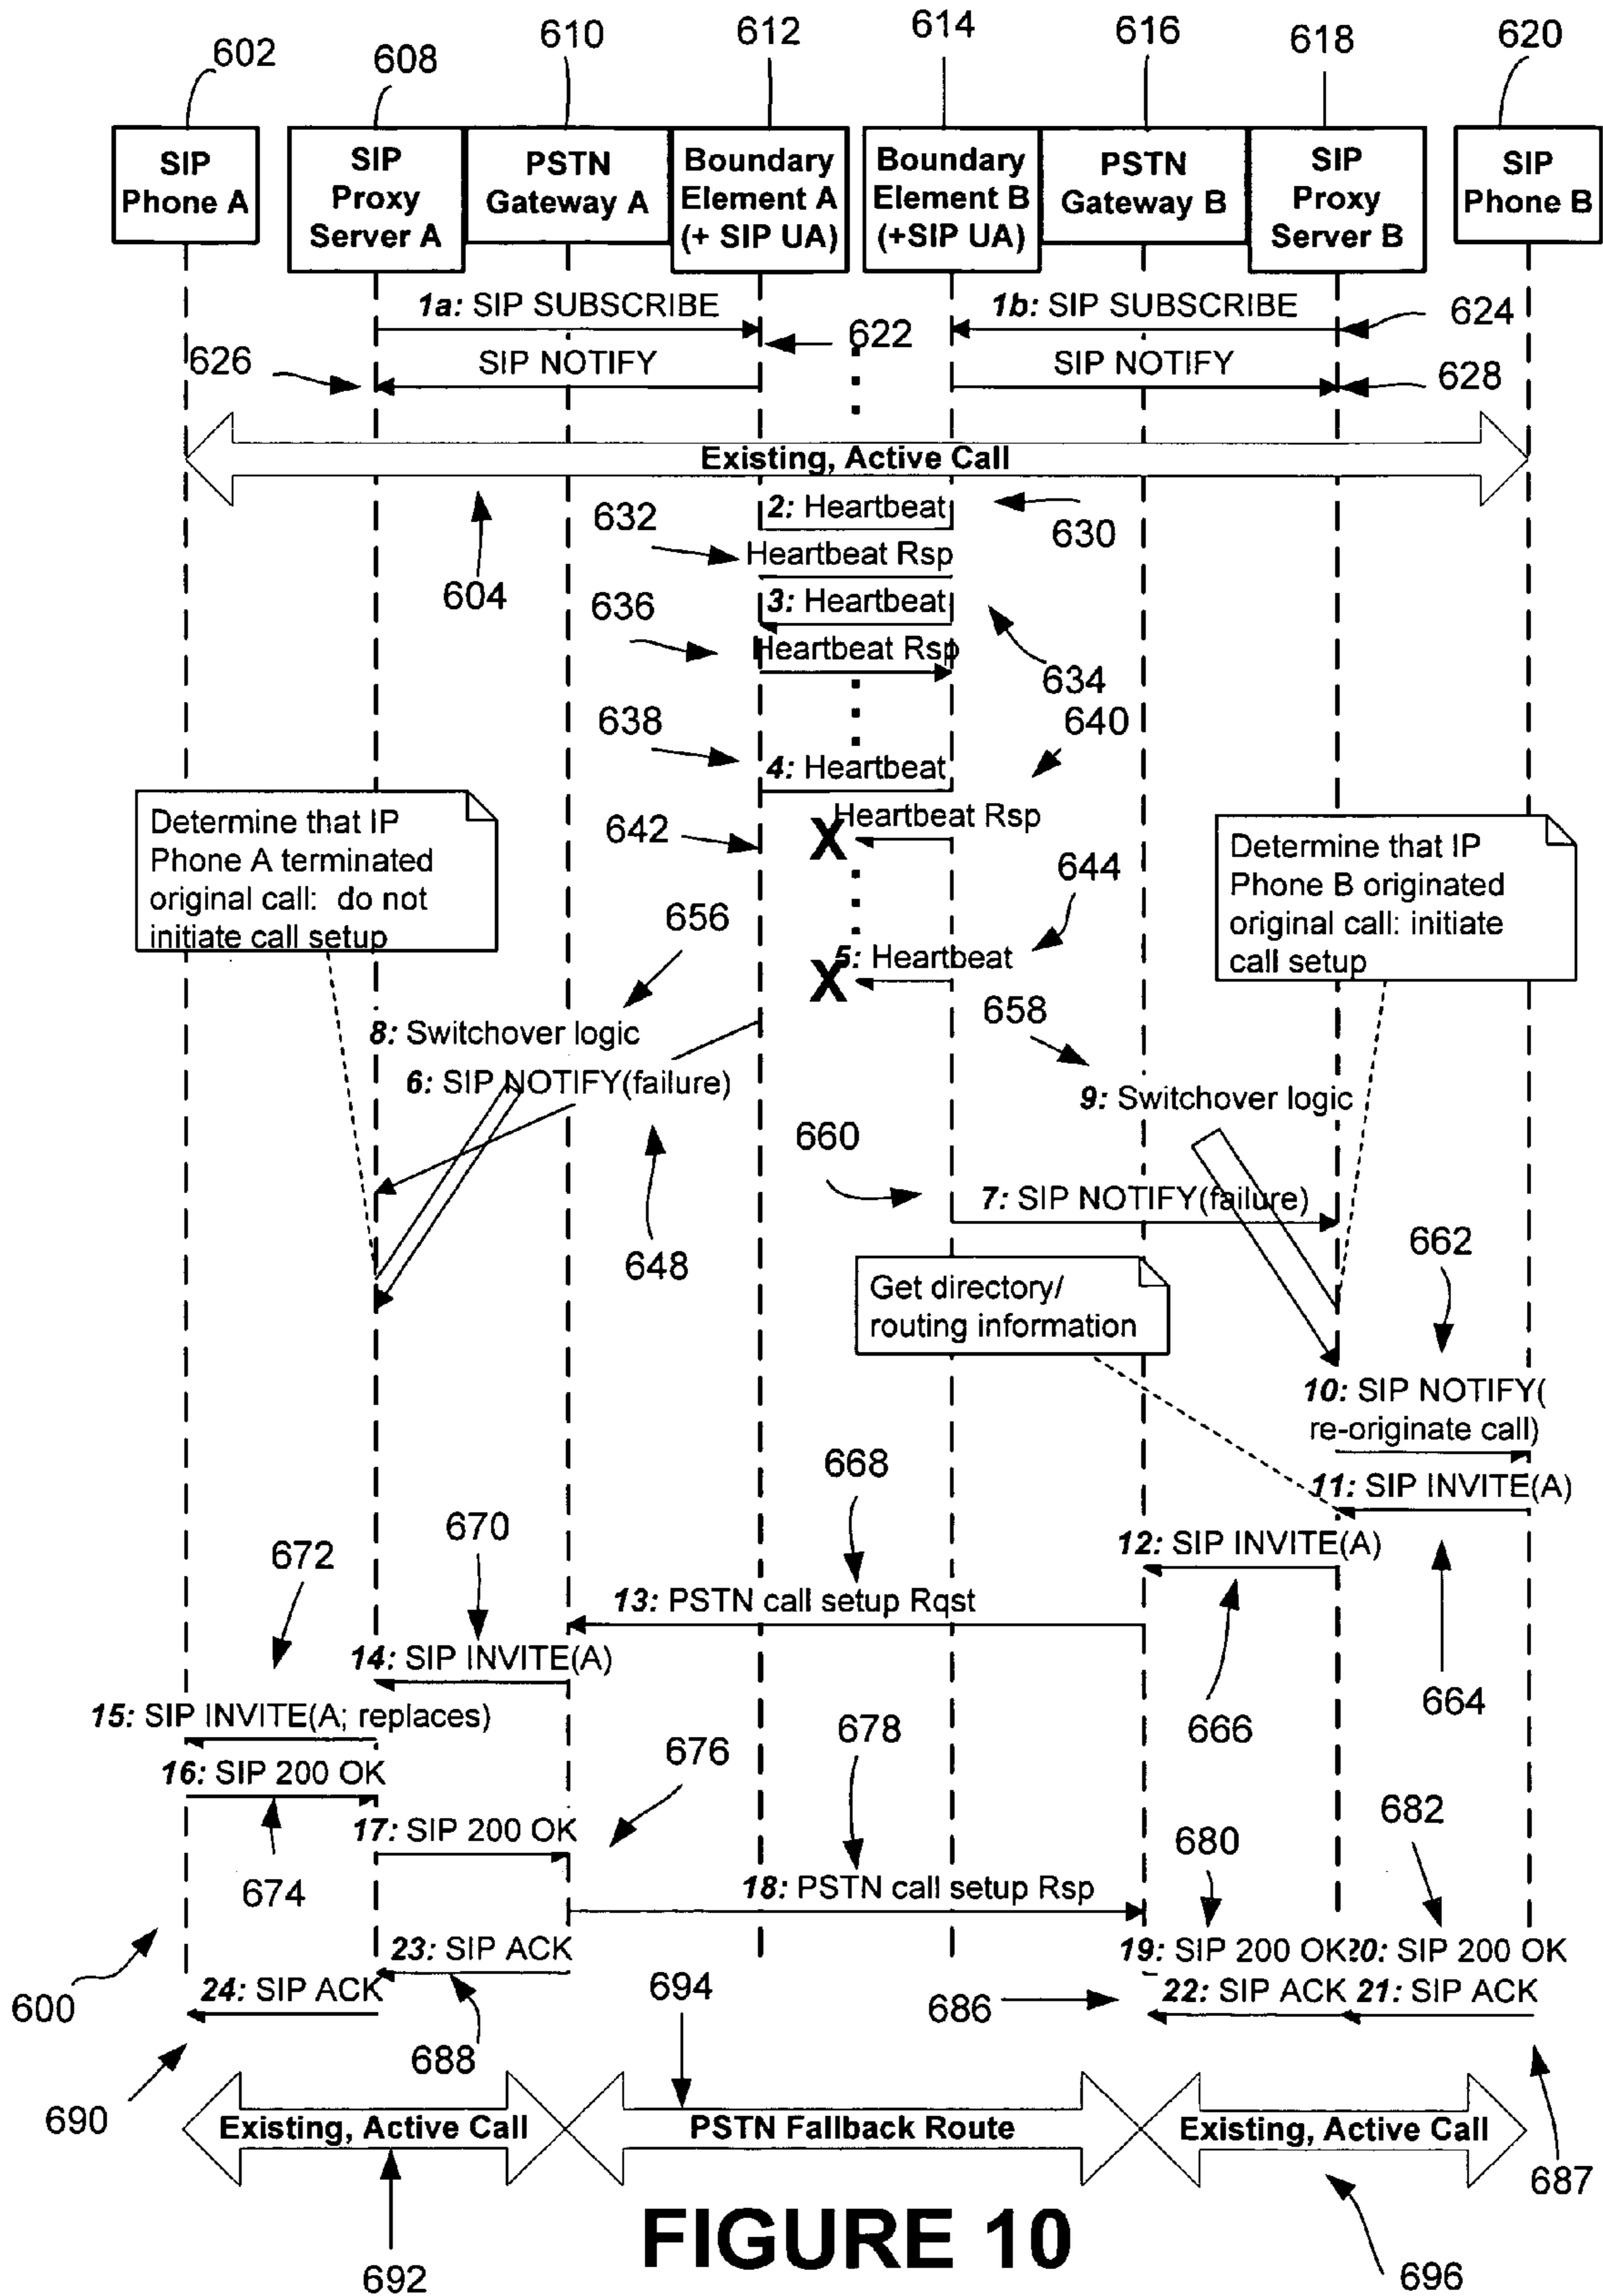 602
608
610
612
614
616
618
620
SIP
Phone A
SIP
Proxy
Server A
PSTN
Gateway A
Boundary
Element A
(+ SIP UA)
Boundary
Element B
(+SIP UA)
PSTN
Gateway B
SIP
Proxy
Server B
SIP
Phone B
1a: SIP SUBSCRIBE
1b: SIP SUBSCRIBE
624
622
626
SIP NOTIFY
SIP NOTIFY
628
Existing, Active Call
604
2: Heartbeat
630
632
Heartbeat Rsp
3: Heartbeat
634
636
Heartbeat Rsp
638
640
4: Heartbeat
642
Heartbeat Rsp
X
644
5: Heartbeat
X
Determine that IP
Phone A terminated
original call: do not
initiate call setup
Determine that IP
Phone B originated
original call: initiate
call setup
656
8: Switchover logic
6: SIP NOTIFY(failure)
648
658
9: Switchover logic
660
7: SIP NOTIFY(failure)
Get directory/
routing information
662
10: SIP NOTIFY(
re-originate call)
11: SIP INVITE(A)
664
12: SIP INVITE(A)
666
668
13: PSTN call setup Rqst
670
14: SIP INVITE(A)
672
15: SIP INVITE(A; replaces)
16: SIP 200 OK
674
17: SIP 200 OK
676
678
18: PSTN call setup Rsp
680
682
19: SIP 200 OK
20: SIP 200 OK
22: SIP ACK
21: SIP ACK
686
687
23: SIP ACK
688
24: SIP ACK
600
690
694
Existing, Active Call
PSTN Fallback Route
Existing, Active Call
692
696
FIGURE 10